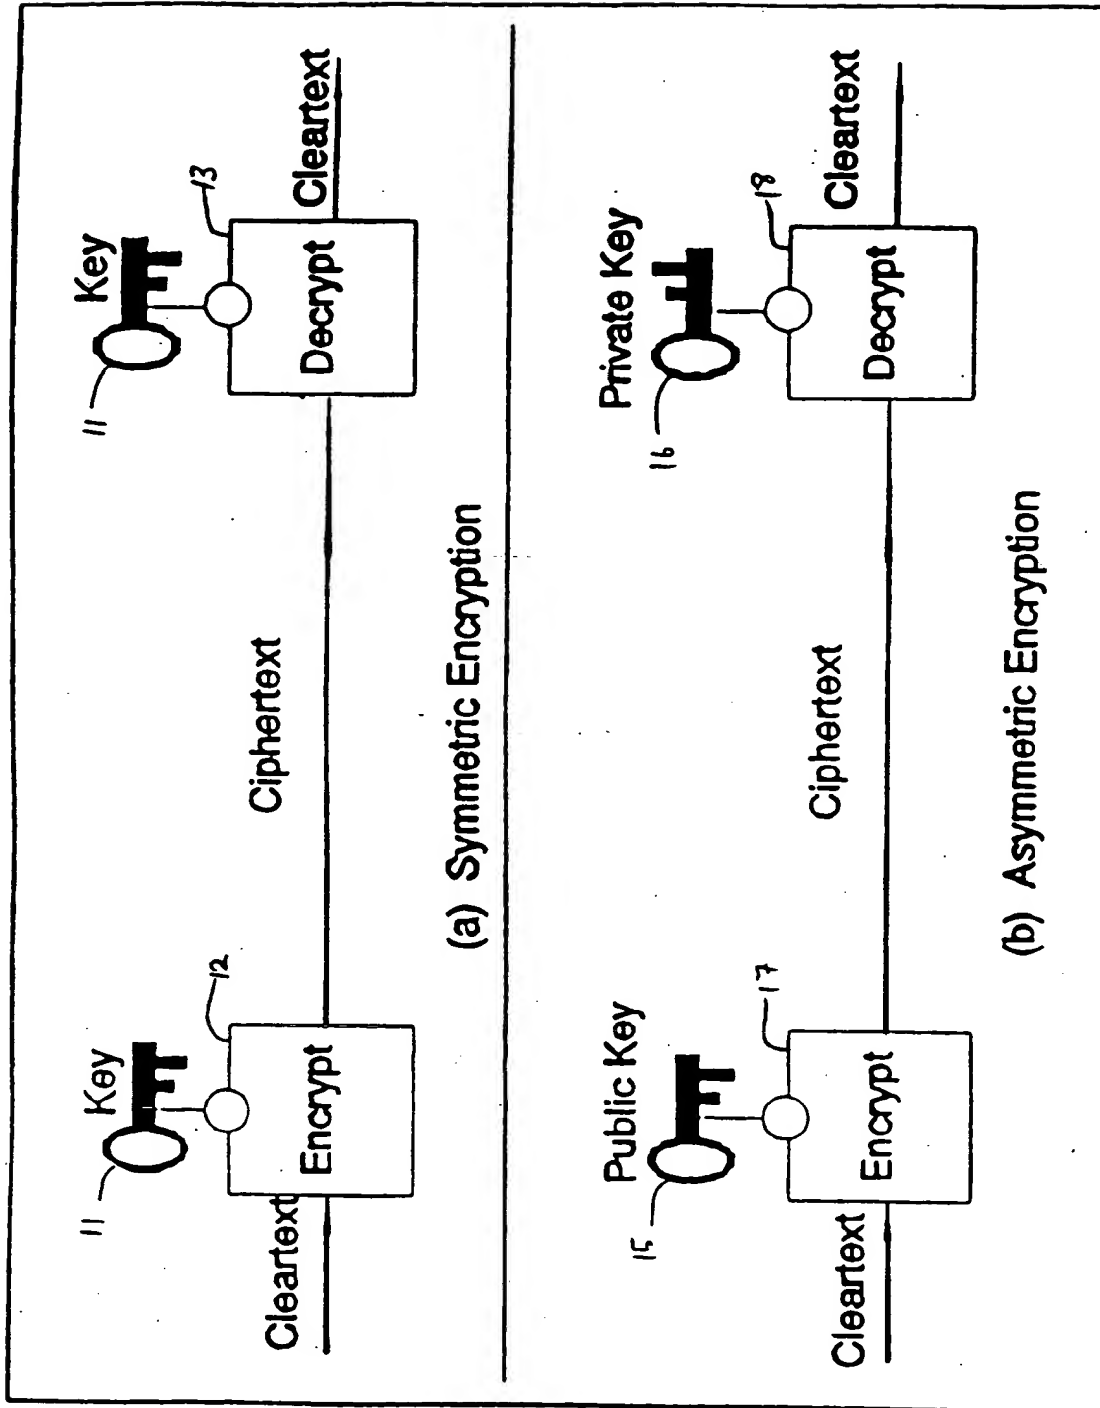 Key
Key
11
12
11
13
Cleartext
Encrypt
Ciphertext
Decrypt
Cleartext
(a) Symmetric Encryption
Public Key
Private Key
15
17
16
18
Cleartext
Encrypt
Ciphertext
Decrypt
Cleartext
(b) Asymmetric Encryption